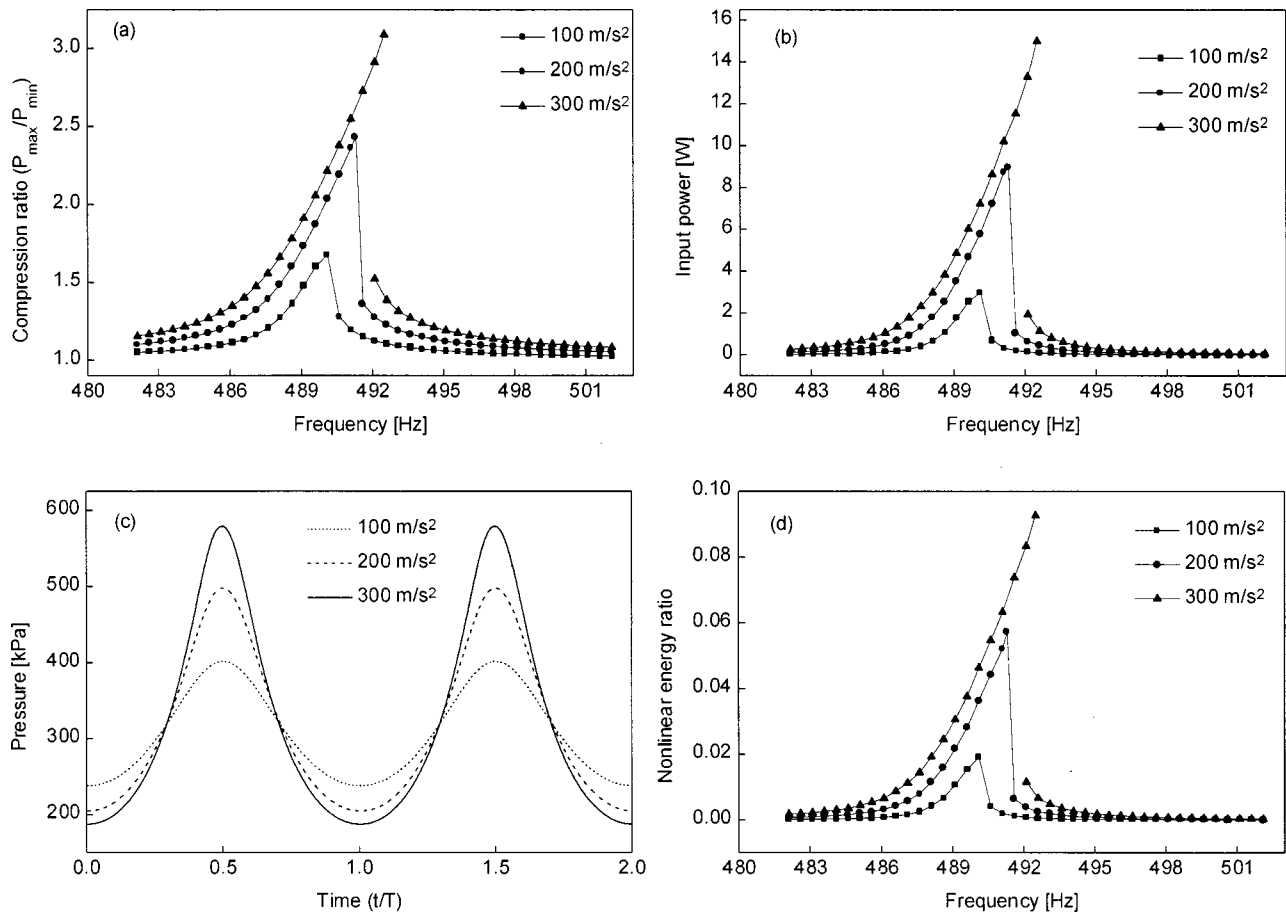 (a)
100 m/s²
200 m/s²
300 m/s²
Compression ratio (P_max/P_min)
3.0
2.5
2.0
1.5
1.0
480 483 486 489 492 495 498 501
Frequency [Hz]
(b)
100 m/s²
200 m/s²
300 m/s²
Input power [W]
16
14
12
10
8
6
4
2
0
480 483 486 489 492 495 498 501
Frequency [Hz]
(c)
100 m/s²
200 m/s²
300 m/s²
Pressure [kPa]
600
500
400
300
200
0.0 0.5 1.0 1.5 2.0
Time (t/T)
(d)
100 m/s²
200 m/s²
300 m/s²
Nonlinear energy ratio
0.10
0.08
0.06
0.04
0.02
0.00
480 483 486 489 492 495 498 501
Frequency [Hz]